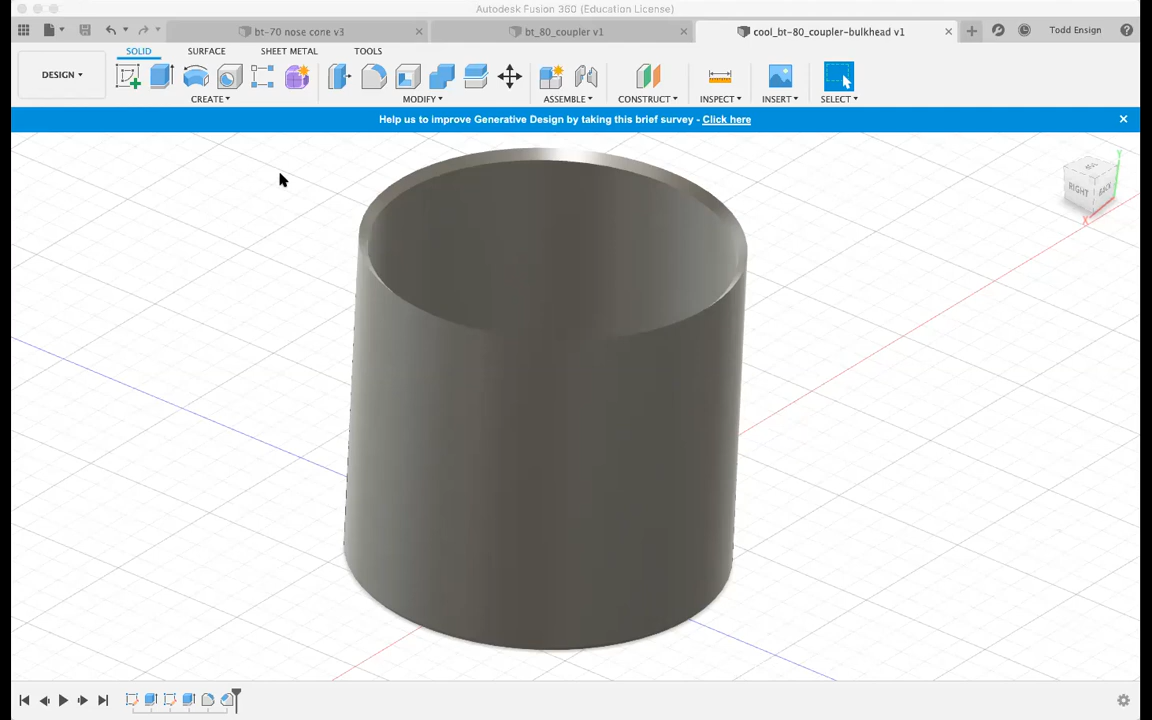 Autodesk Fusion 360 (Education License)
bt-70 nose cone v3
bt_80_coupler v1
cool_bt-80_coupler-bulkhead v1
Todd Ensign
SOLID
SURFACE
SHEET METAL
TOOLS
DESIGN
CREATE
MODIFY
ASSEMBLE
CONSTRUCT
INSPECT
INSERT
SELECT
Help us to improve Generative Design by taking this brief survey - Click here
Y
RIGHT
BACK
X